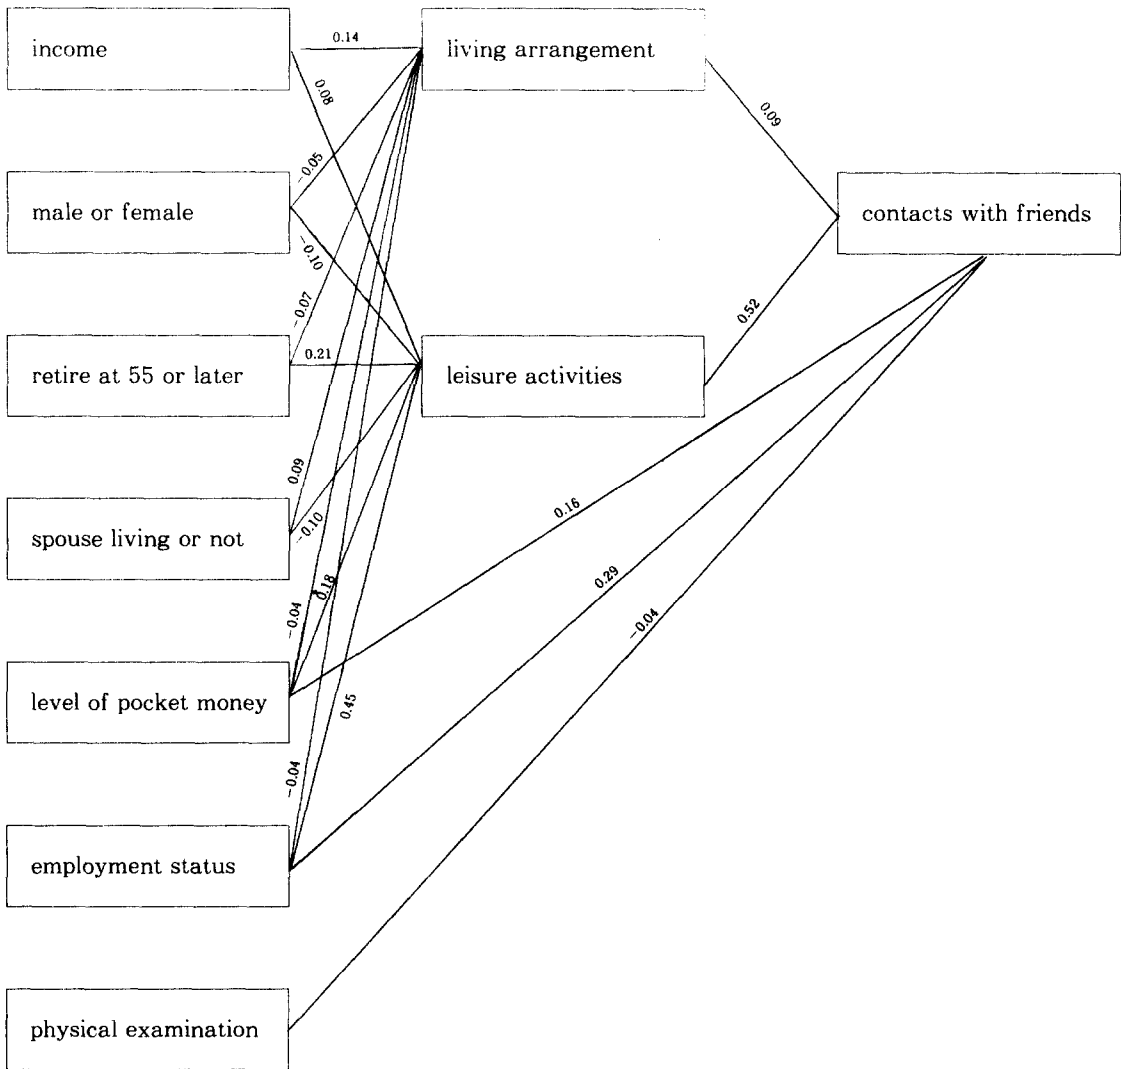 income
0.14
living arrangement
0.08
0.09
-0.05
male or female
contacts with friends
-0.10
-0.07
0.52
0.21
retire at 55 or later
leisure activities
0.09
0.16
spouse living or not
-0.10
0.18
0.29
-0.04
-0.04
level of pocket money
0.45
-0.04
employment status
physical examination